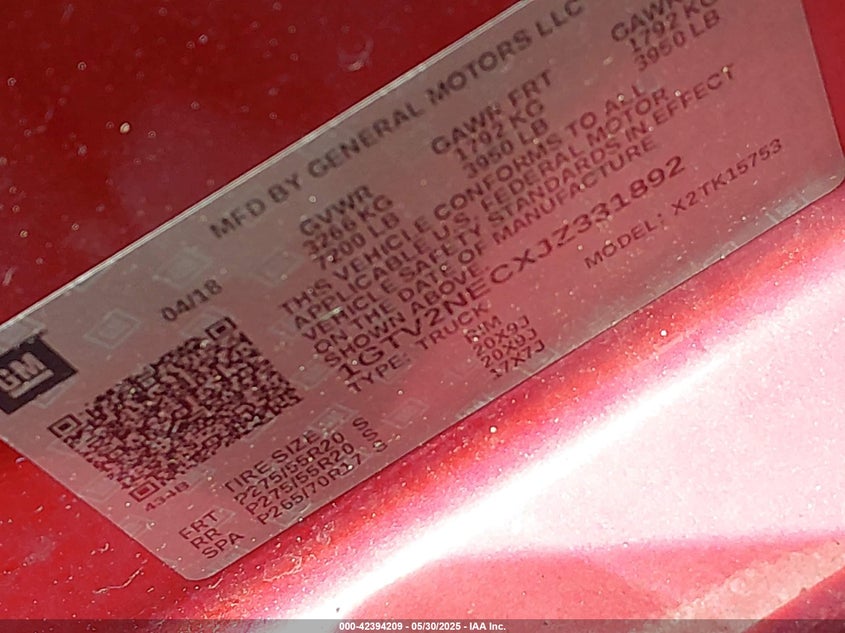 MFD BY GENERAL MOTORS LLC
04/18
GVWR
3266 KG
7200 LB
GAWR FRT
1792 KG
3950 LB
GAWR
1792 KG
3950 LB
THIS VEHICLE CONFORMS TO ALL
APPLICABLE U.S. FEDERAL MOTOR
VEHICLE SAFETY STANDARDS IN EFFECT
ON THE DATE OF MANUFACTURE
SHOWN ABOVE
1GTV2NECXJZ331892
TYPE: TRUCK
MODEL: X2TK15753
GM
43-IB
TIRE SIZE RIM
FRT P275/55R20 S 20X9J
RR P275/55R20 S 20X9J
SPA P265/70R17 S 17X7J
000-42394209 - 05/30/2025 - IAA Inc.